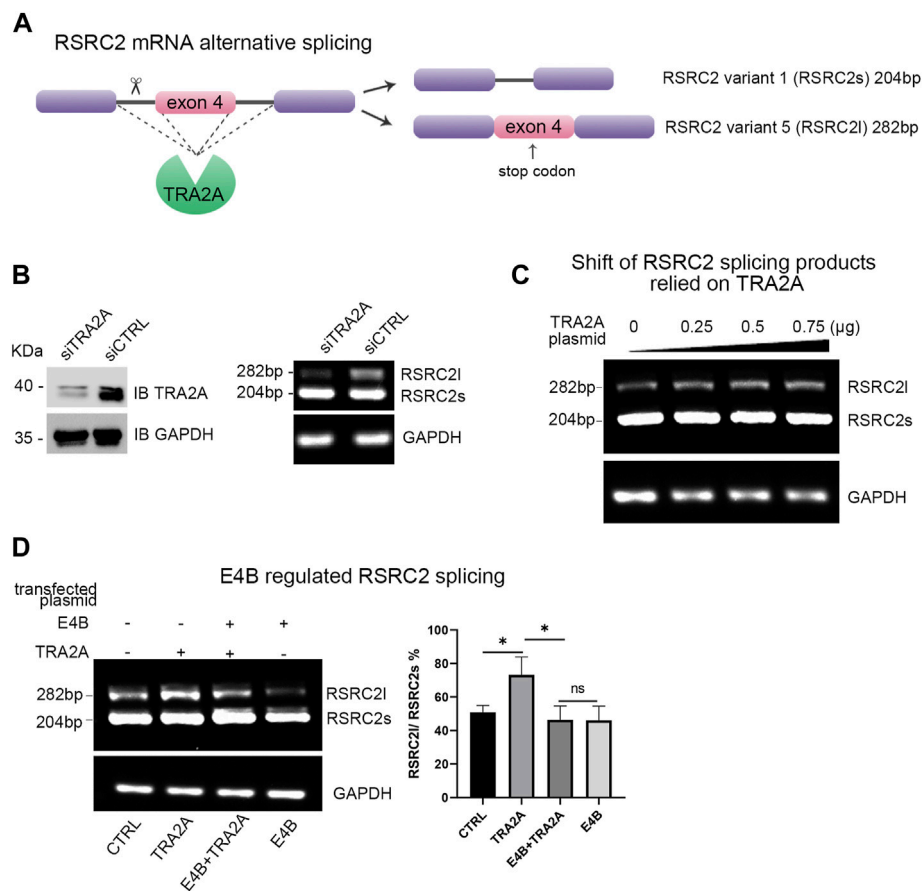 A
RSRC2 mRNA alternative splicing
exon 4
TRA2A
RSRC2 variant 1 (RSRC2s) 204bp
exon 4
RSRC2 variant 5 (RSRC2l) 282bp
stop codon
B
siTRA2A siCTRL
KDa
40 - IB TRA2A
35 - IB GAPDH
siTRA2A siCTRL
282bp - RSRC2l
204bp - RSRC2s
GAPDH
C
Shift of RSRC2 splicing products
relied on TRA2A
TRA2A
plasmid
0 0.25 0.5 0.75 (μg)
282bp- RSRC2l
204bp- RSRC2s
GAPDH
D
E4B regulated RSRC2 splicing
transfected
plasmid
E4B - - + +
TRA2A - + + -
282bp- RSRC2l
204bp- RSRC2s
GAPDH
CTRL TRA2A E4B+TRA2A E4B
RSRC2l/ RSRC2s %
100
80
60
40
20
0
* *
ns
CTRL TRA2A E4B+TRA2A E4B